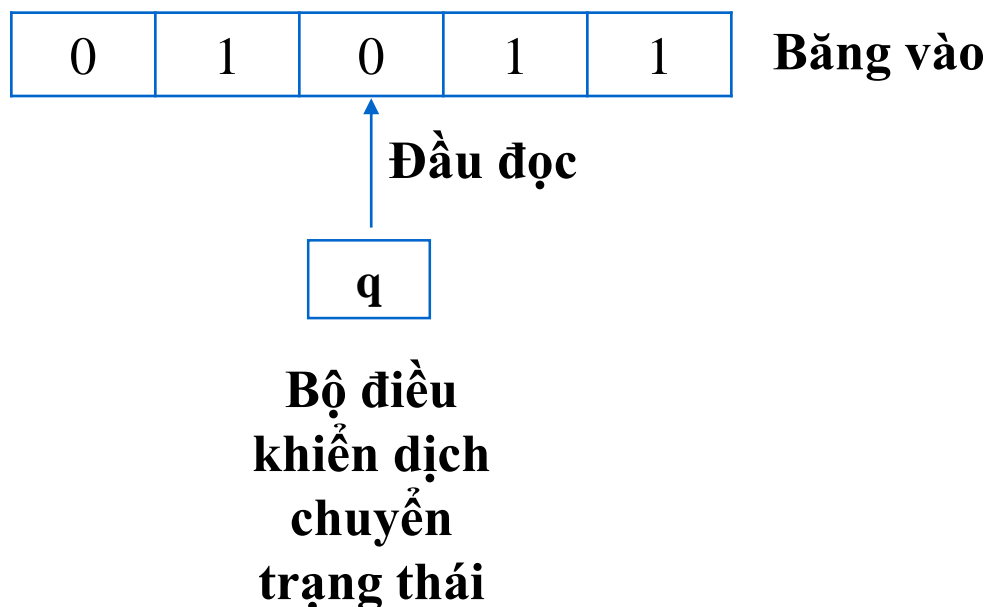 0 1 0 1 1 Băng vào
Đầu đọc
q
Bộ điều
khiển dịch
chuyển
trạng thái